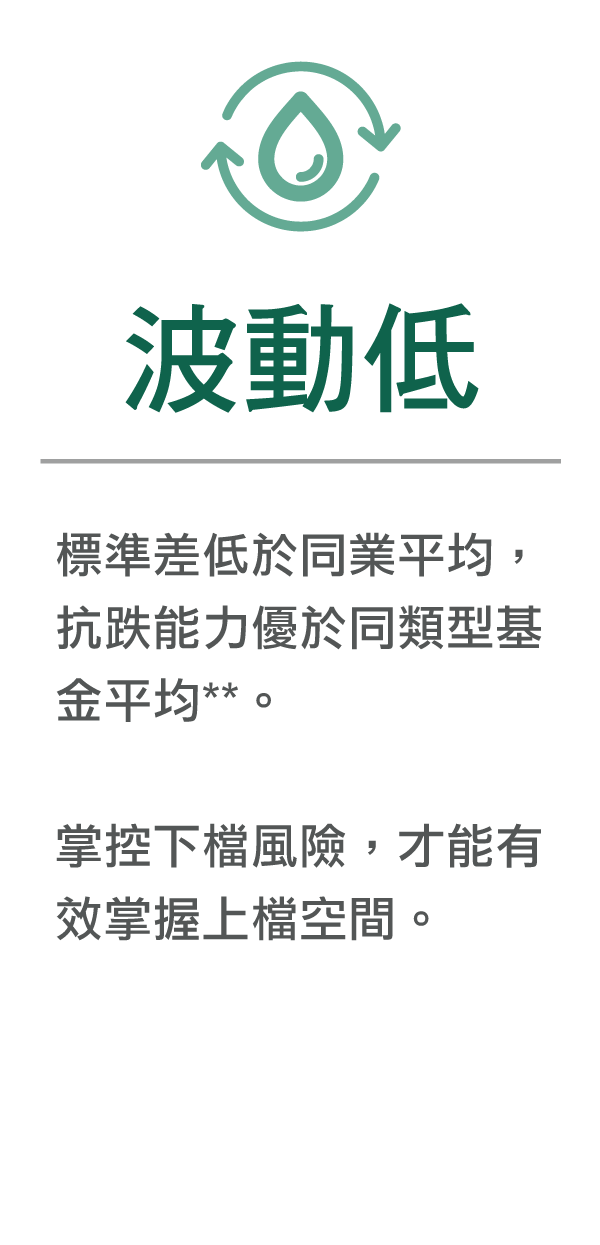 波動低
標準差低於同業平均，
抗跌能力優於同類型基
金平均**。
掌控下檔風險，才能有
效掌握上檔空間。